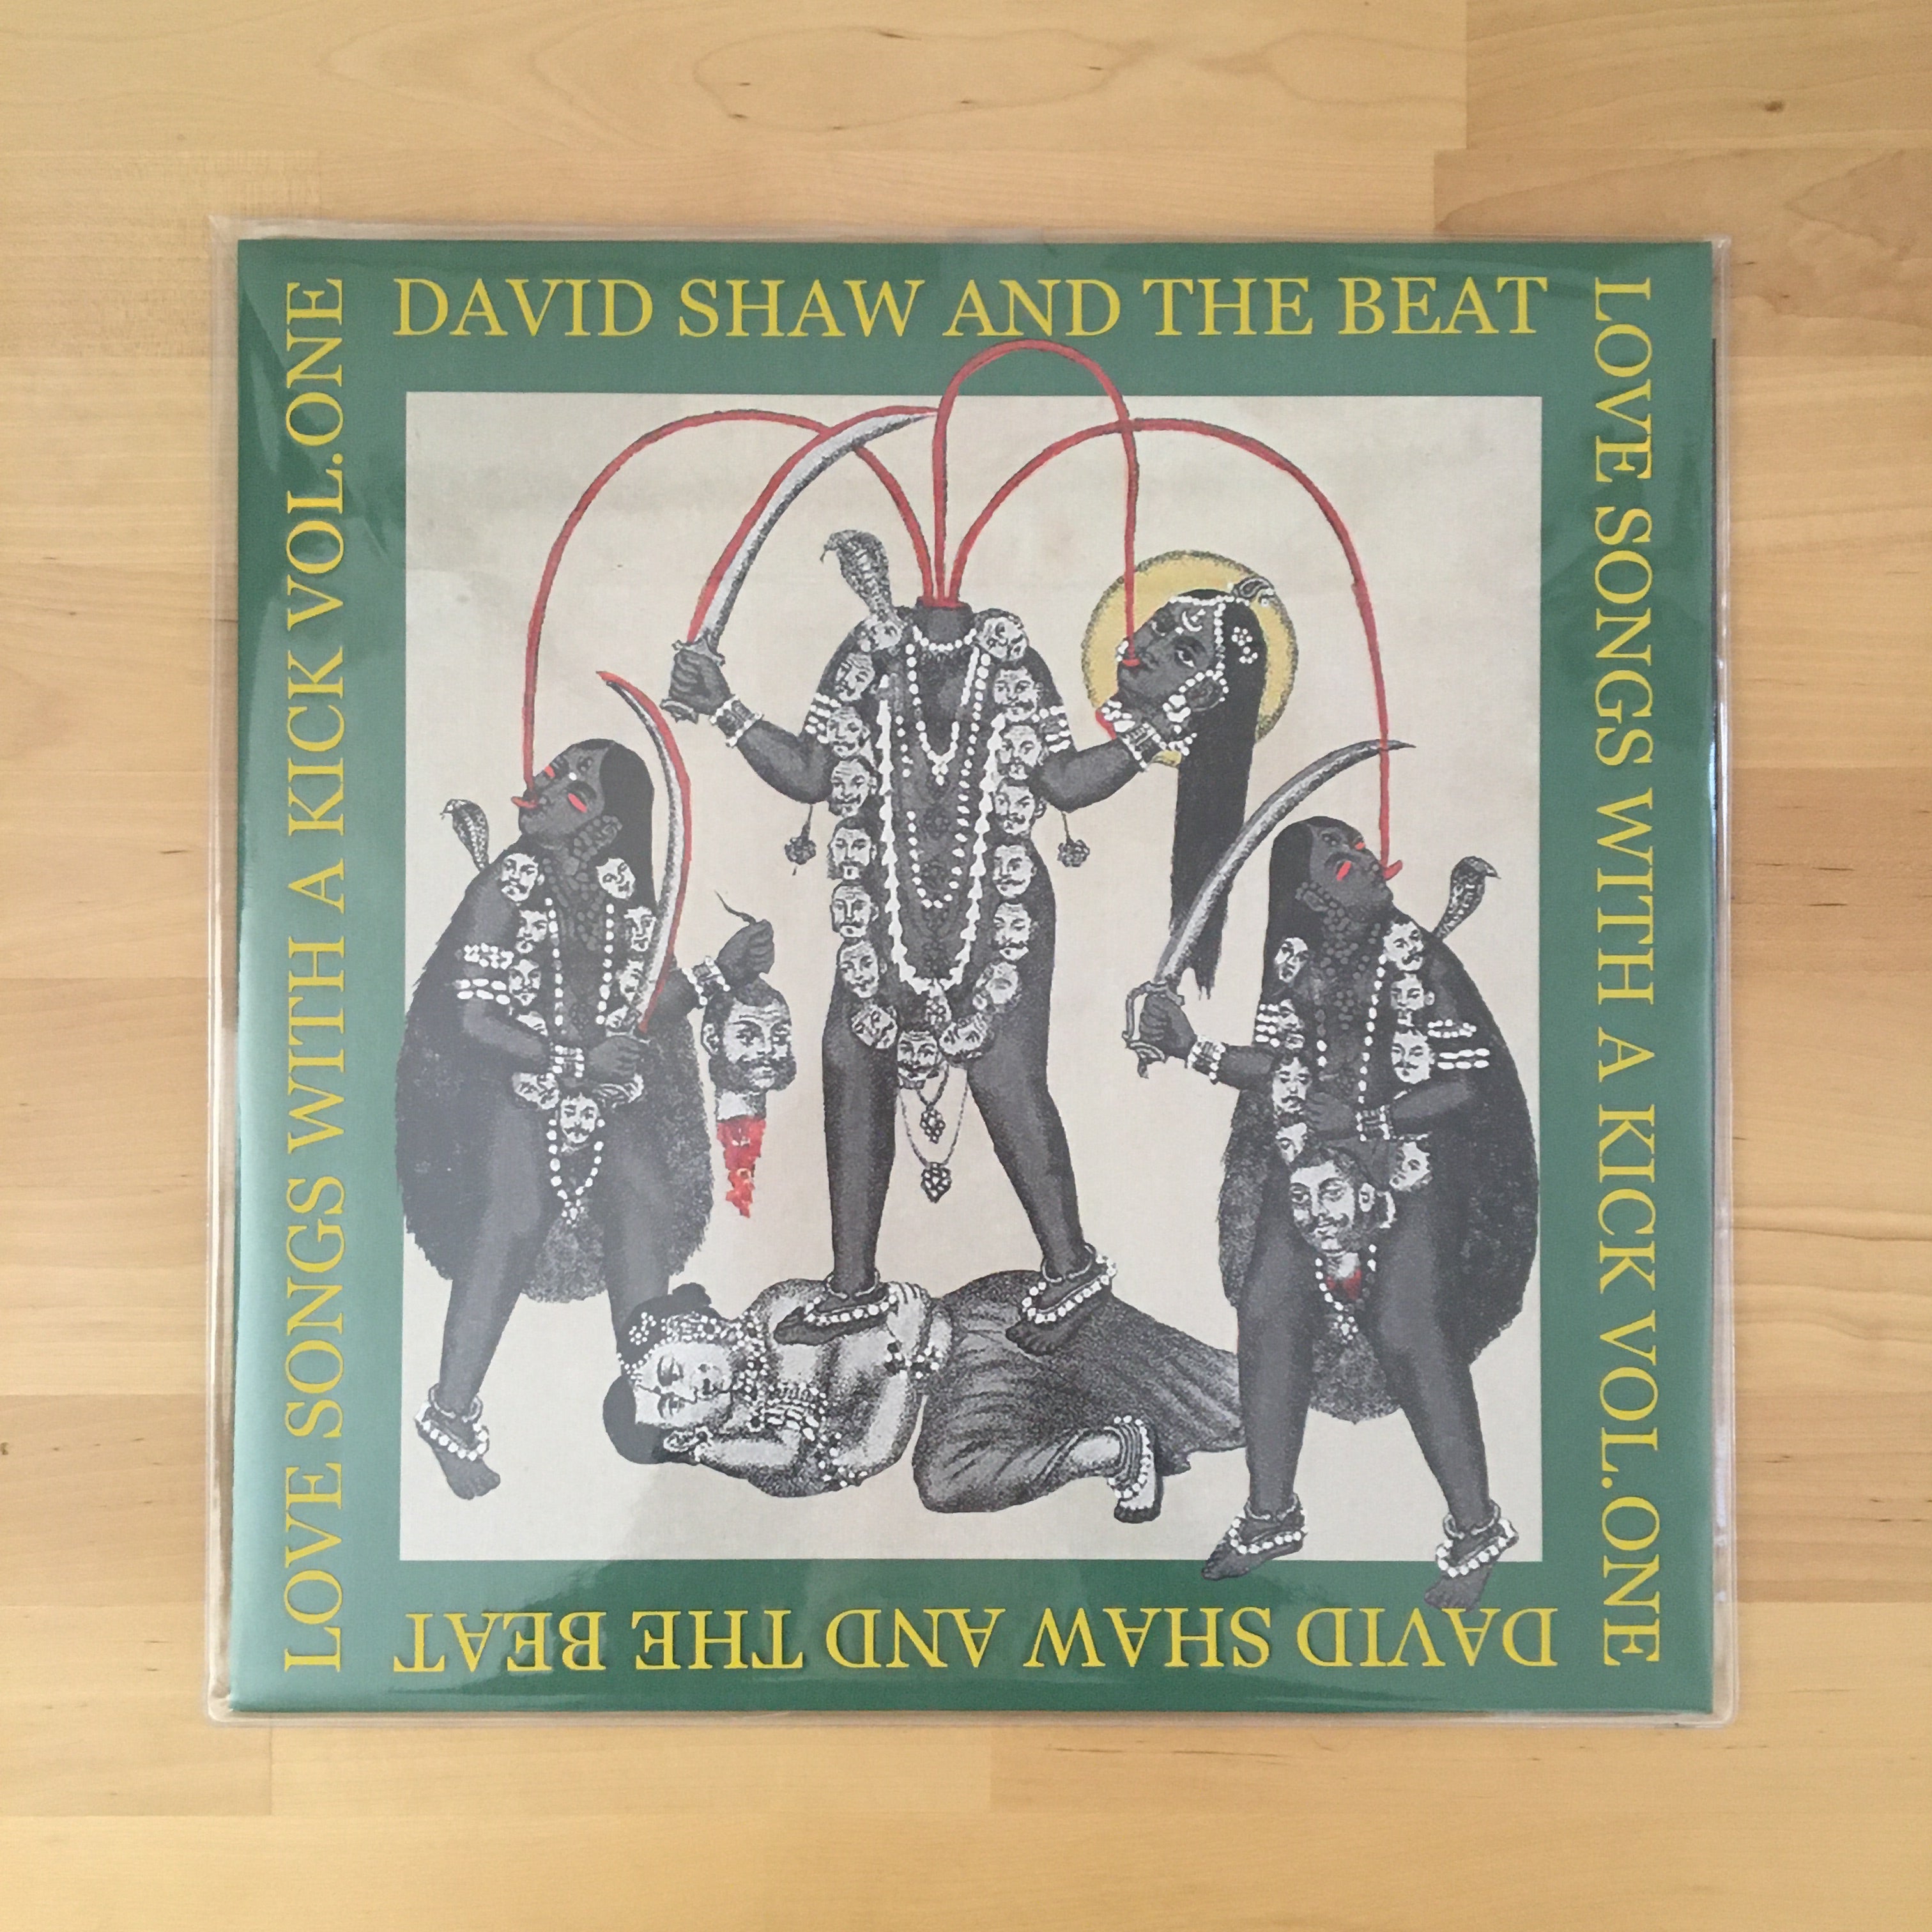 DAVID SHAW AND THE BEAT
LOVE SONGS WITH A KICK VOL.ONE
LOVE SONGS WITH A KICK VOL.ONE
DAVID SHAW AND THE BEAT